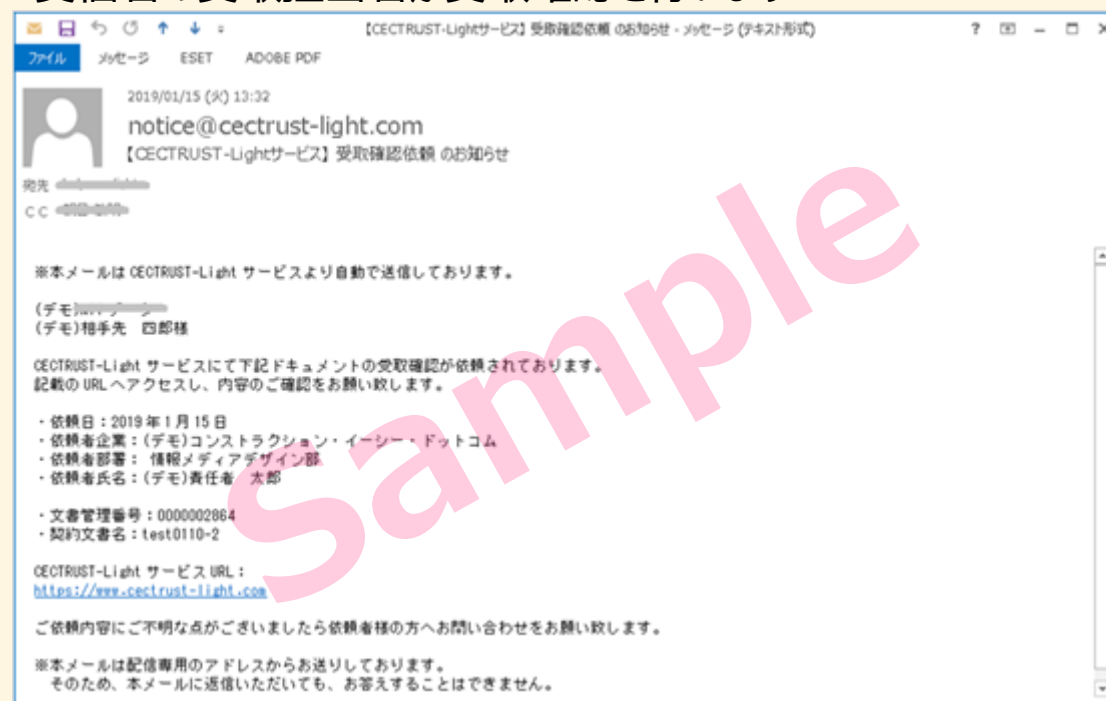 【CECTRUST-Lightサービス】 受取確認依頼 のお知らせ - メッセージ (テキスト形式)
ファイル メッセージ ESET ADOBE PDF
2019/01/15 (火) 13:32
notice@cectrust-light.com
【CECTRUST-Lightサービス】 受取確認依頼 のお知らせ
宛先
CC
※本メールは CECTRUST-Light サービスより自動で送信しております。
(デモ)
(デモ)相手先 四郎様
CECTRUST-Light サービスにて下記ドキュメントの受取確認が依頼されております。
記載の URL へアクセスし、内容のご確認をお願い致します。
・依頼日：2019 年 1 月 15 日
・依頼者企業：(デモ)コンストラクション・イーシー・ドットコム
・依頼者部署： 情報メディアデザイン部
・依頼者氏名：(デモ)責任者 太郎
・文書管理番号：0000002864
・契約文書名：test0110-2
CECTRUST-Light サービス URL：
https://www.cectrust-light.com
ご依頼内容にご不明な点がございましたら依頼者様の方へお問い合わせをお願い致します。
※本メールは配信専用のアドレスからお送りしております。
そのため、本メールに返信いただいても、お答えすることはできません。
Sample